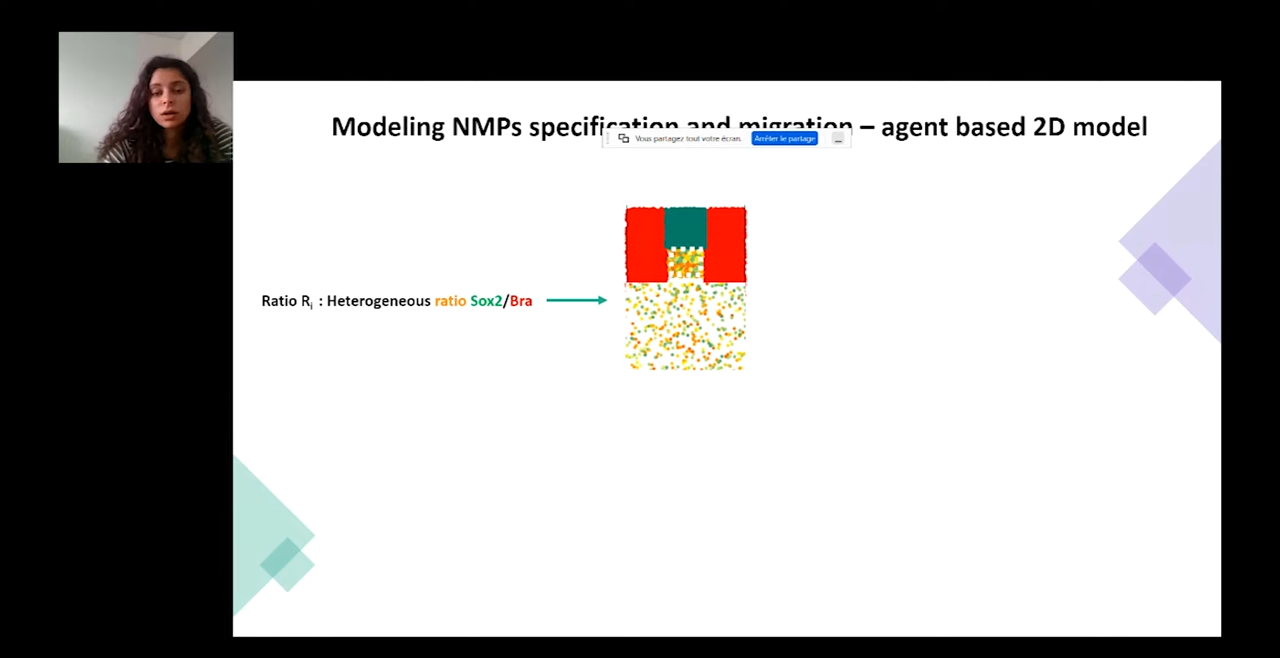 Modeling NMPs specification and migration – agent based 2D model
Vous partagez tout votre écran. Arrêter le partage
Ratio Ri : Heterogeneous ratio Sox2/Bra